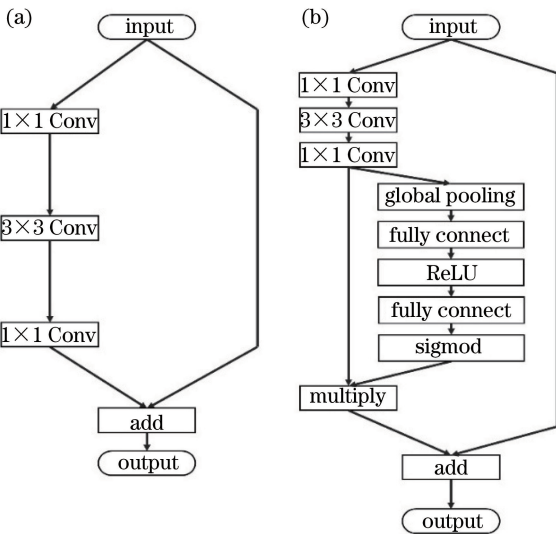 (a)
input
1×1 Conv
3×3 Conv
1×1 Conv
add
output
(b)
input
1×1 Conv
3×3 Conv
1×1 Conv
global pooling
fully connect
ReLU
fully connect
sigmod
multiply
add
output